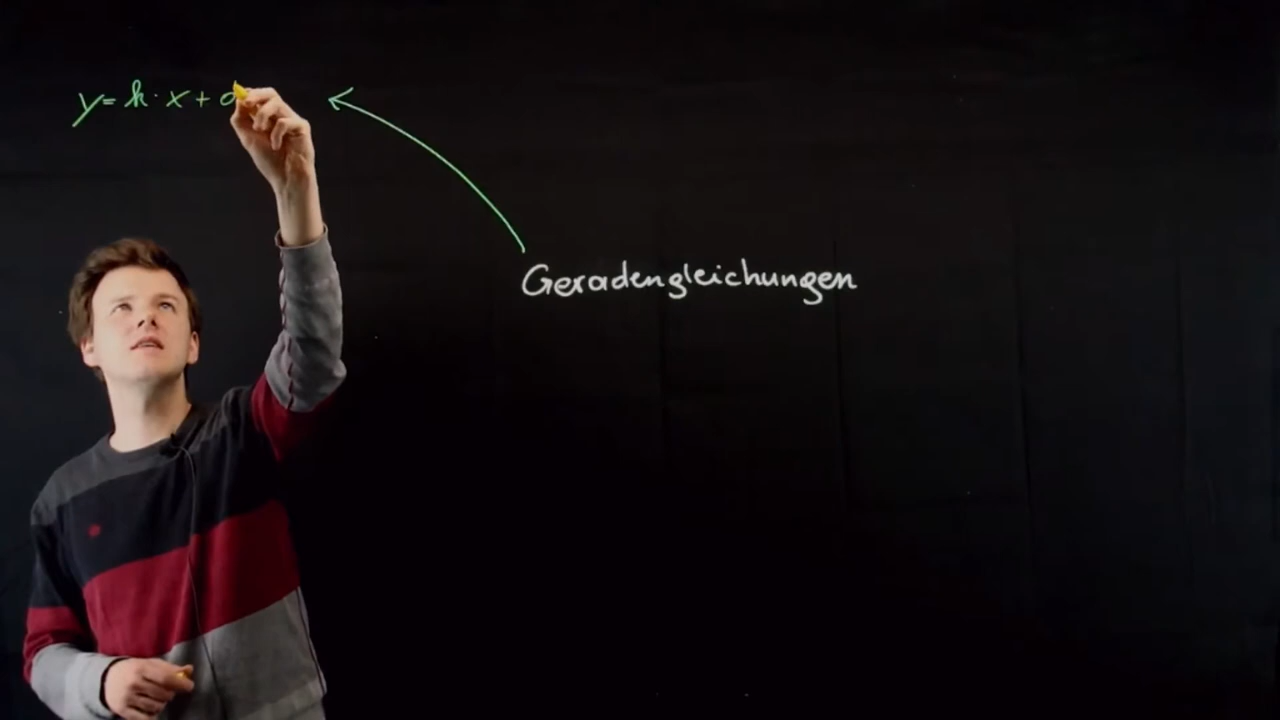 y = k · x + d
Geradengleichungen